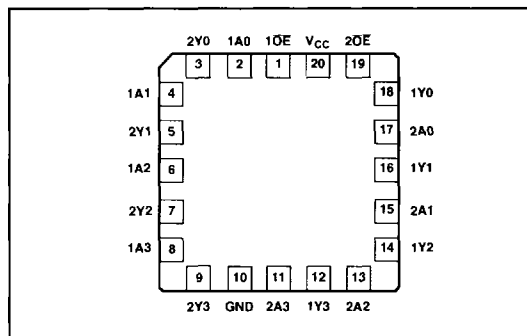 2Y0 1A0 1O̅E̅ VCC 2O̅E̅
3 2 1 20 19
1A1 4 18 1Y0
2Y1 5 17 2A0
1A2 6 16 1Y1
2Y2 7 15 2A1
1A3 8 14 1Y2
9 10 11 12 13
2Y3 GND 2A3 1Y3 2A2